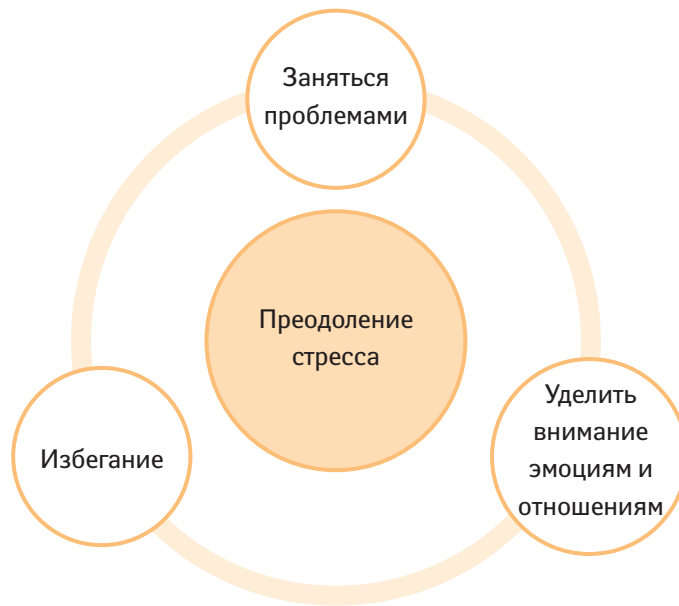 Заняться
проблемами
Преодоление
стресса
Избегание
Уделить
внимание
эмоциям и
отношениям